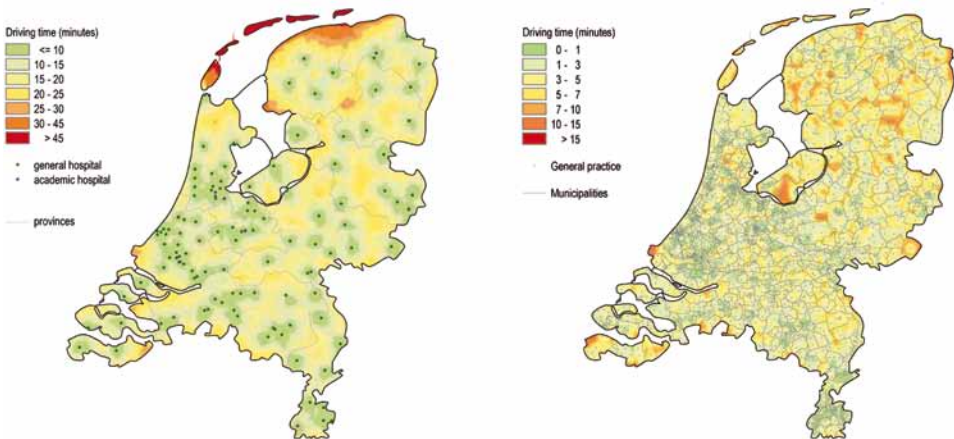 Driving time (minutes)
<= 10
10 - 15
15 - 20
20 - 25
25 - 30
30 - 45
> 45
general hospital
academic hospital
provinces
Driving time (minutes)
0 - 1
1 - 3
3 - 5
5 - 7
7 - 10
10 - 15
> 15
General practice
Municipalities